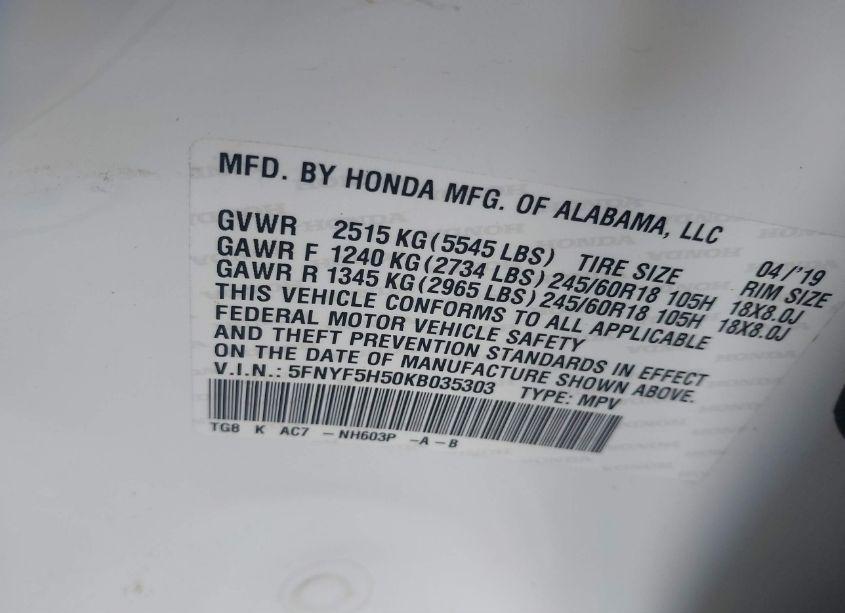 MFD. BY HONDA MFG. OF ALABAMA, LLC
04/'19
GVWR 2515 KG (5545 LBS) TIRE SIZE RIM SIZE
GAWR F 1240 KG (2734 LBS) 245/60R18 105H 18X8.0J
GAWR R 1345 KG (2965 LBS) 245/60R18 105H 18X8.0J
THIS VEHICLE CONFORMS TO ALL APPLICABLE
FEDERAL MOTOR VEHICLE SAFETY
AND THEFT PREVENTION STANDARDS IN EFFECT
ON THE DATE OF MANUFACTURE SHOWN ABOVE.
V.I.N.: 5FNYF5H50KB035303 TYPE: MPV
TG8 K AC7 -NH603P -A-B